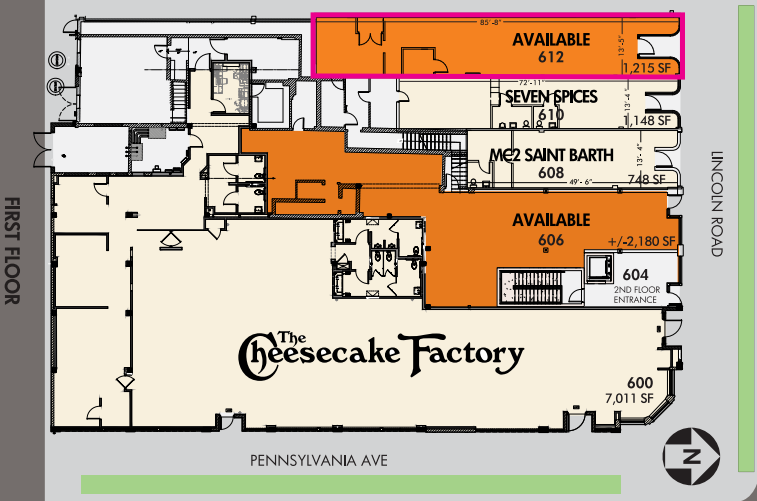 85'-8"
AVAILABLE
612
13'-5"
1,215 SF
72'-11"
SEVEN SPICES
610
13'-4
1,148 SF
MC2 SAINT BARTH
608
13'- 4"
49'- 6"
748 SF
AVAILABLE
606
+/-2,180 SF
604
2ND FLOOR
ENTRANCE
The
Cheesecake Factory
600
7,011 SF
FIRST FLOOR
LINCOLN ROAD
PENNSYLVANIA AVE
N